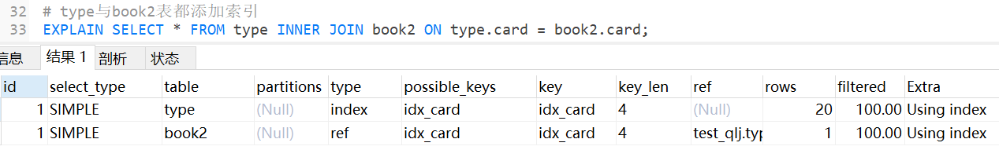 32 # type与book2表都添加索引
33 EXPLAIN SELECT * FROM type INNER JOIN book2 ON type.card = book2.card;
信息 结果 1 剖析 状态
id select_type table partitions type possible_keys key key_len ref rows filtered Extra
1 SIMPLE type (Null) index idx_card idx_card 4 (Null) 20 100.00 Using index
1 SIMPLE book2 (Null) ref idx_card idx_card 4 test_qlj.typ 1 100.00 Using index